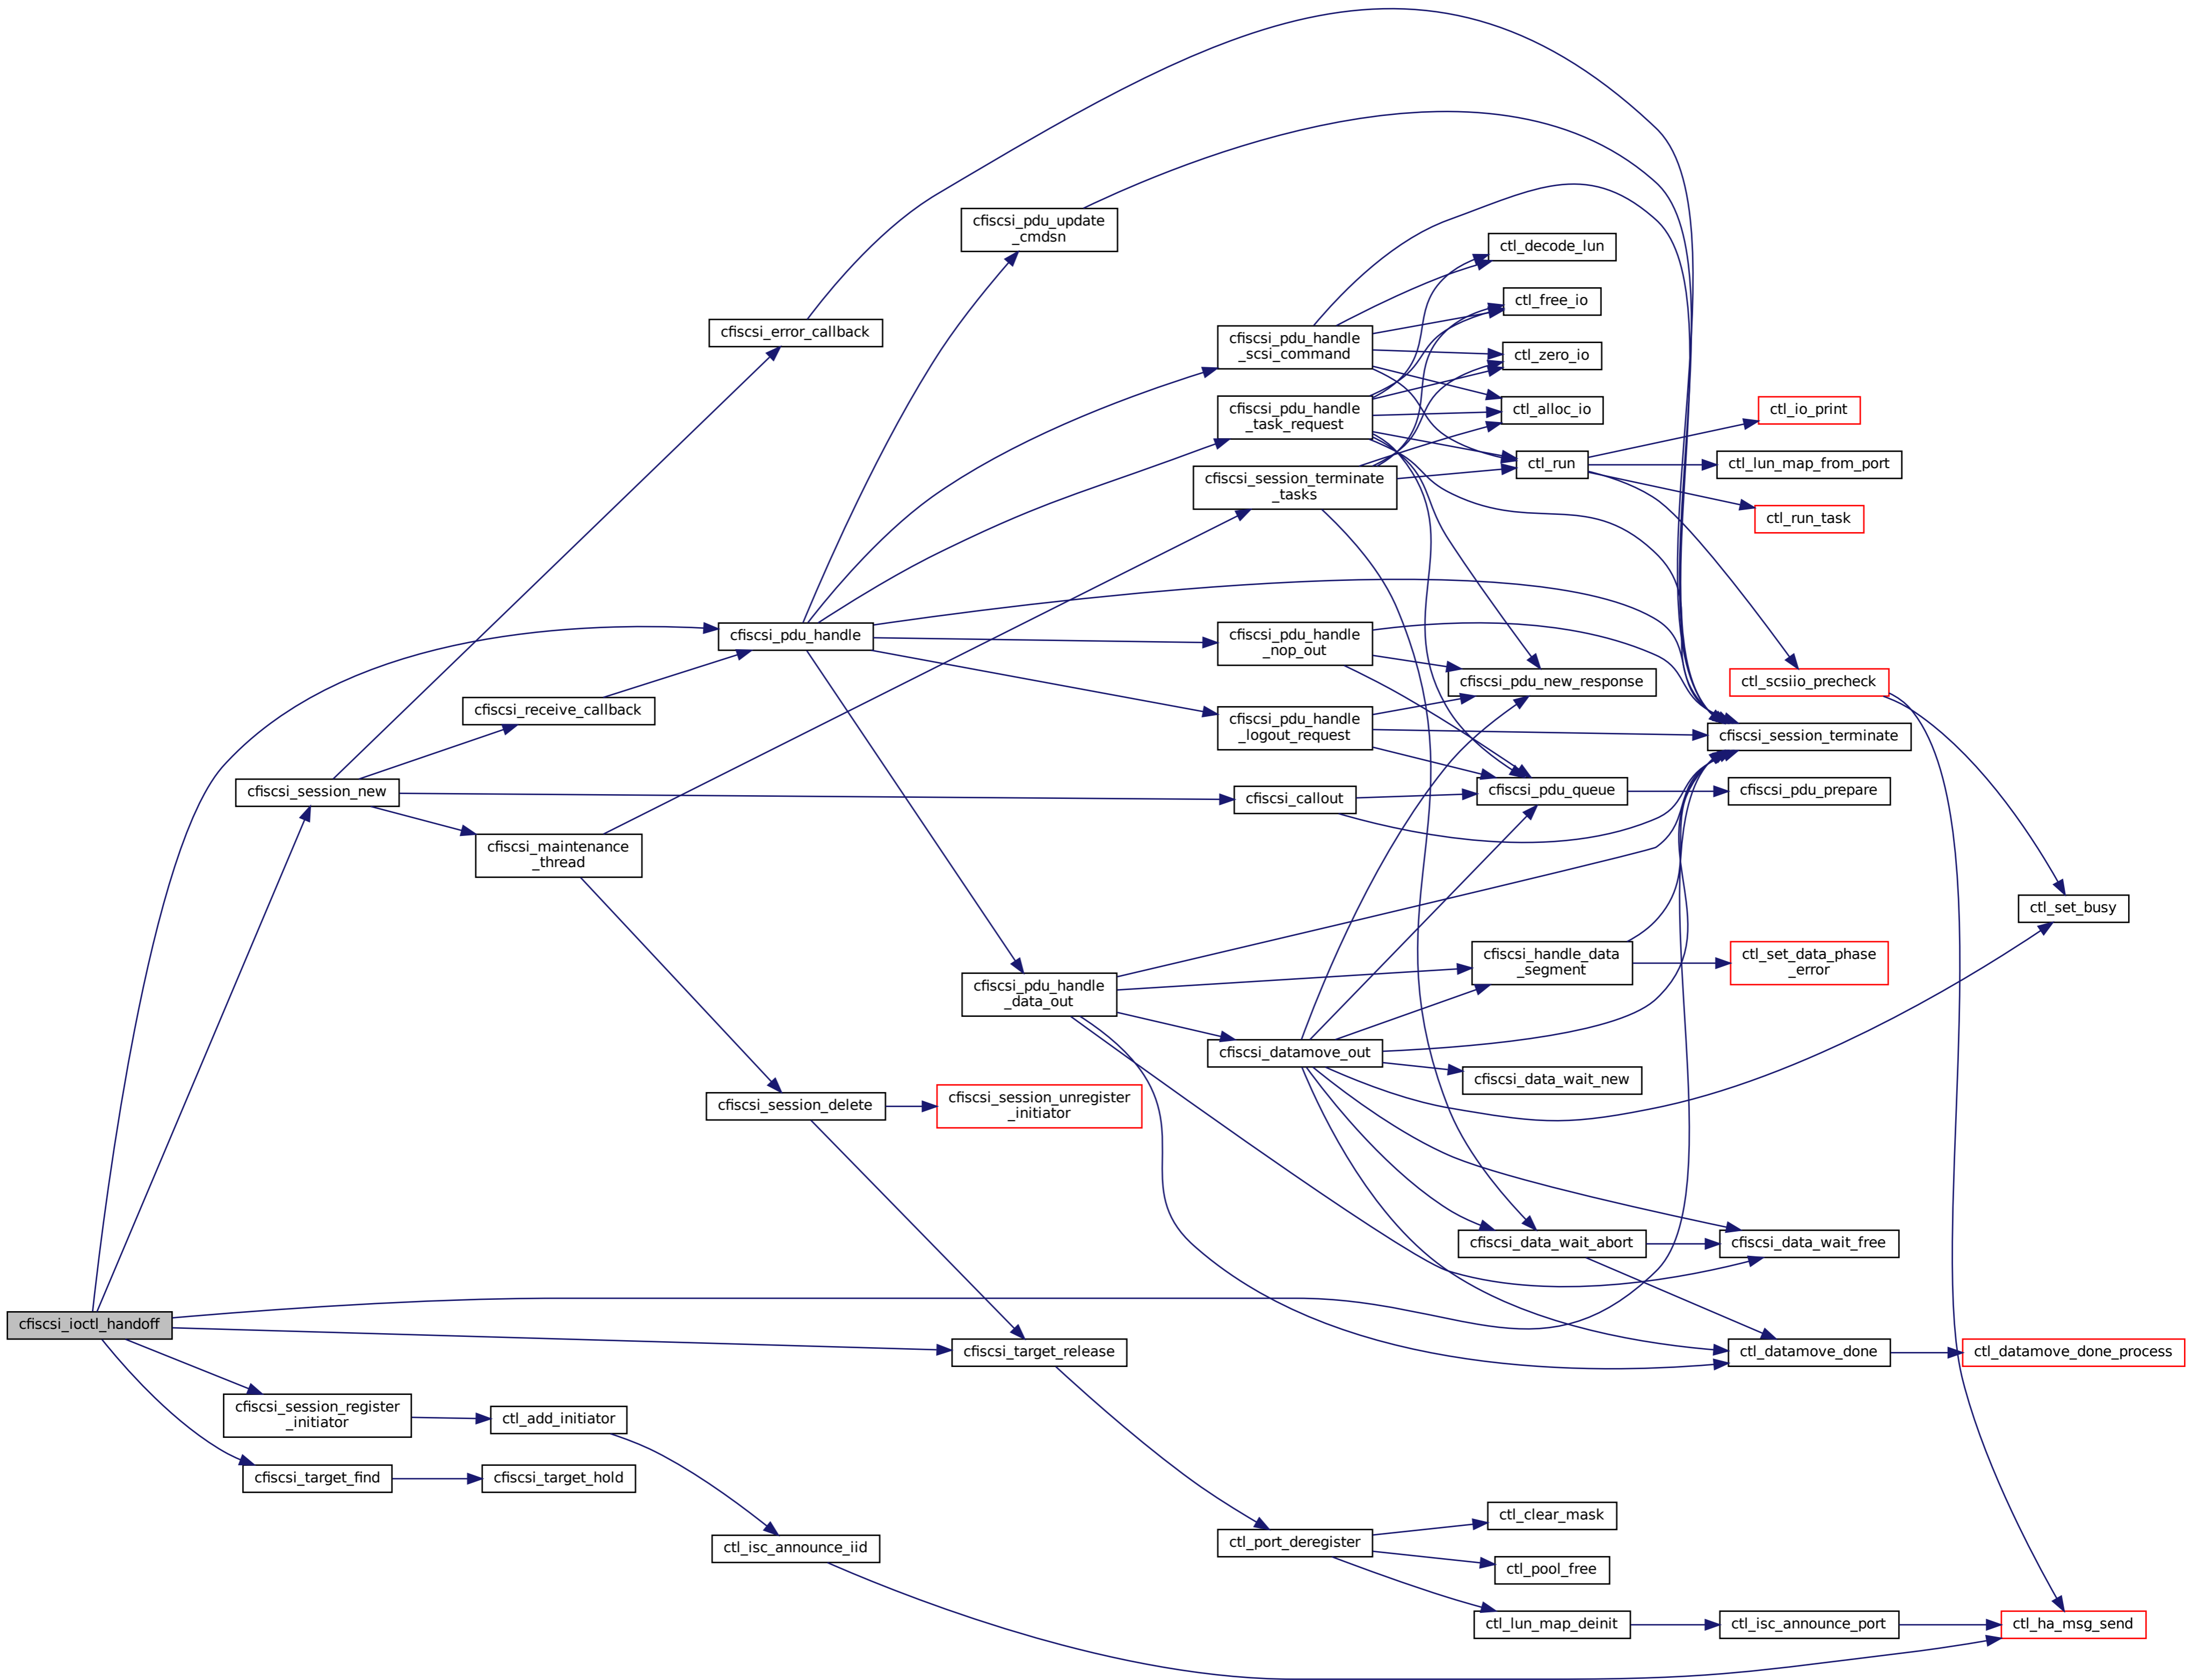 cfiscsi_ioctl_handoff
cfiscsi_session_new
cfiscsi_session_register
_initiator
cfiscsi_target_find
cfiscsi_receive_callback
cfiscsi_maintenance
_thread
ctl_add_initiator
cfiscsi_target_hold
cfiscsi_error_callback
cfiscsi_pdu_handle
cfiscsi_session_delete
ctl_isc_announce_iid
cfiscsi_pdu_update
_cmdsn
cfiscsi_pdu_handle
_data_out
cfiscsi_session_unregister
_initiator
cfiscsi_target_release
cfiscsi_pdu_handle
_scsi_command
cfiscsi_pdu_handle
_task_request
cfiscsi_session_terminate
_tasks
cfiscsi_pdu_handle
_nop_out
cfiscsi_pdu_handle
_logout_request
cfiscsi_callout
cfiscsi_datamove_out
ctl_port_deregister
ctl_decode_lun
ctl_free_io
ctl_zero_io
ctl_alloc_io
ctl_run
cfiscsi_pdu_new_response
cfiscsi_pdu_queue
cfiscsi_handle_data
_segment
cfiscsi_data_wait_new
cfiscsi_data_wait_abort
ctl_clear_mask
ctl_pool_free
ctl_lun_map_deinit
ctl_io_print
ctl_lun_map_from_port
ctl_run_task
ctl_scsiio_precheck
cfiscsi_session_terminate
cfiscsi_pdu_prepare
ctl_set_data_phase
_error
cfiscsi_data_wait_free
ctl_datamove_done
ctl_isc_announce_port
ctl_set_busy
ctl_datamove_done_process
ctl_ha_msg_send